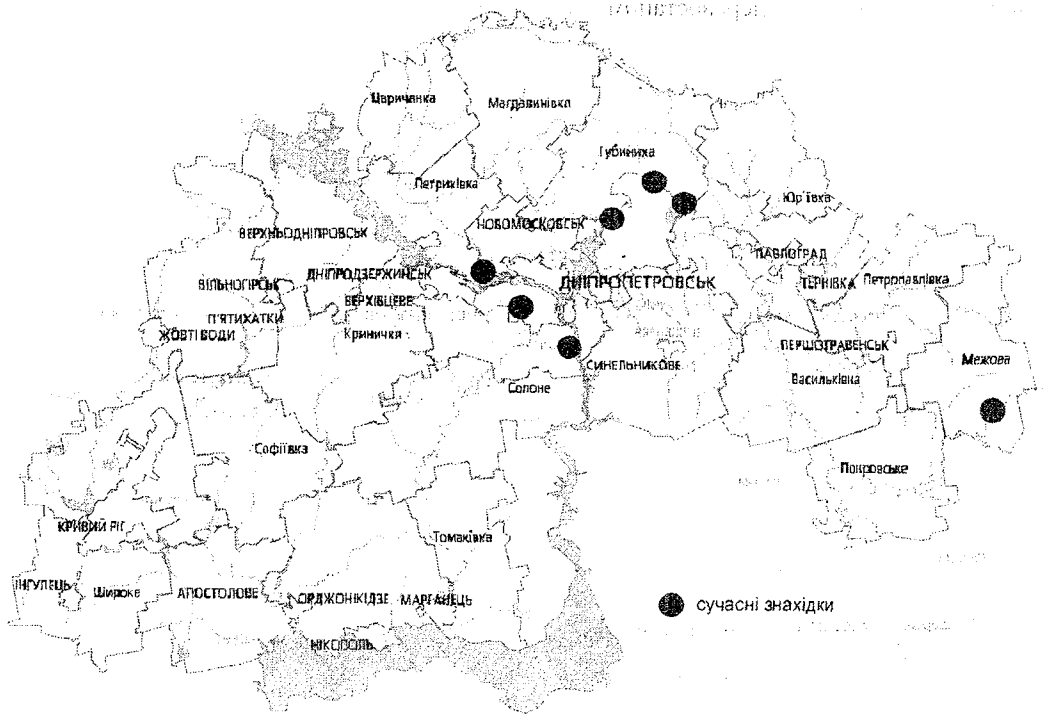 Царичанка
Магдалинівка
Губиниха
Петриківка
Юр'ївка
НОВОМОСКОВСЬК
ВЕРХНЬОДНІПРОВСЬК
ПАВЛОГРАД
ДНІПРОДЗЕРЖИНСЬК
ДНІПРОПЕТРОВСЬК
ВІЛЬНОГІРСЬК
ТЕРНІВКА
Петропавлівка
ВЕРХІВЦЕВЕ
П'ЯТИХАТКИ
ЖОВТІ ВОДИ
Кринички
ПЕРШОТРАВЕНСЬК
Межова
СИНЕЛЬНИКОВЕ
Васильківка
Солоне
Софіївка
Покровське
КРИВИЙ РІГ
Томаківка
ІНГУЛЕЦЬ
Широке
АПОСТОЛОВЕ
ОРДЖОНІКІДЗЕ
МАРГАНЕЦЬ
сучасні знахідки
НІКОПОЛЬ